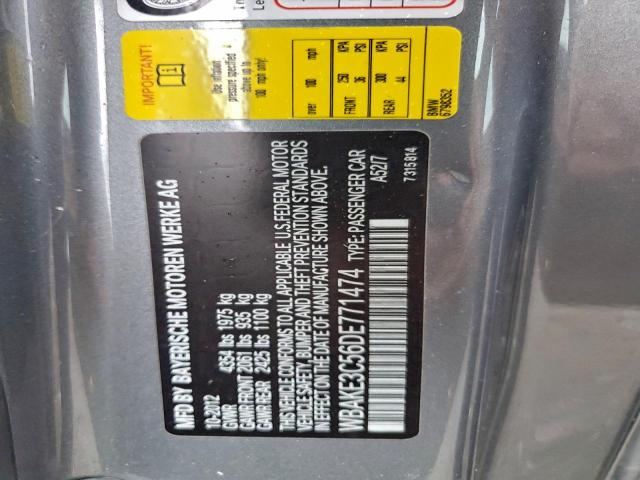 IMPORTANT!
Use inflation
pressure specified
above up to
100 mph only!
over 100 mph
FRONT 250 KPA
36 PSI
REAR 300 KPA
44 PSI
BMW
6798352
MFD BY BAYERISCHE MOTOREN WERKE AG
10-2012
GVWR 4354 lbs 1975 kg
GAWR FRONT 2061 lbs 935 kg
GAWR REAR 2425 lbs 1100 kg
THIS VEHICLE CONFORMS TO ALL APPLICABLE U.S.FEDERAL MOTOR
VEHICLE SAFETY, BUMPER AND THEFT PREVENTION STANDARDS
IN EFFECT ON THE DATE OF MANUFACTURE SHOWN ABOVE.
WBAKE3C56DE771474 TYPE: PASSENGER CAR
A52I7
7315814